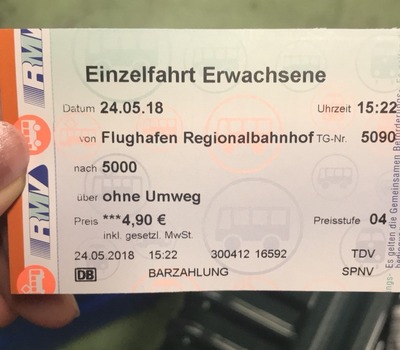 RMV
Einzelfahrt Erwachsene
Datum 24.05.18 Uhrzeit 15:22
von Flughafen Regionalbahnhof TG-Nr. 5090
nach 5000
über ohne Umweg
Preis ***4,90 € Preisstufe 04
inkl. gesetzl. MwSt.
24.05.2018 15:22 300412 16592 TDV
DB BARZAHLUNG SPNV
RMV
Es gelten die Gemeinsamen Beförderungs-